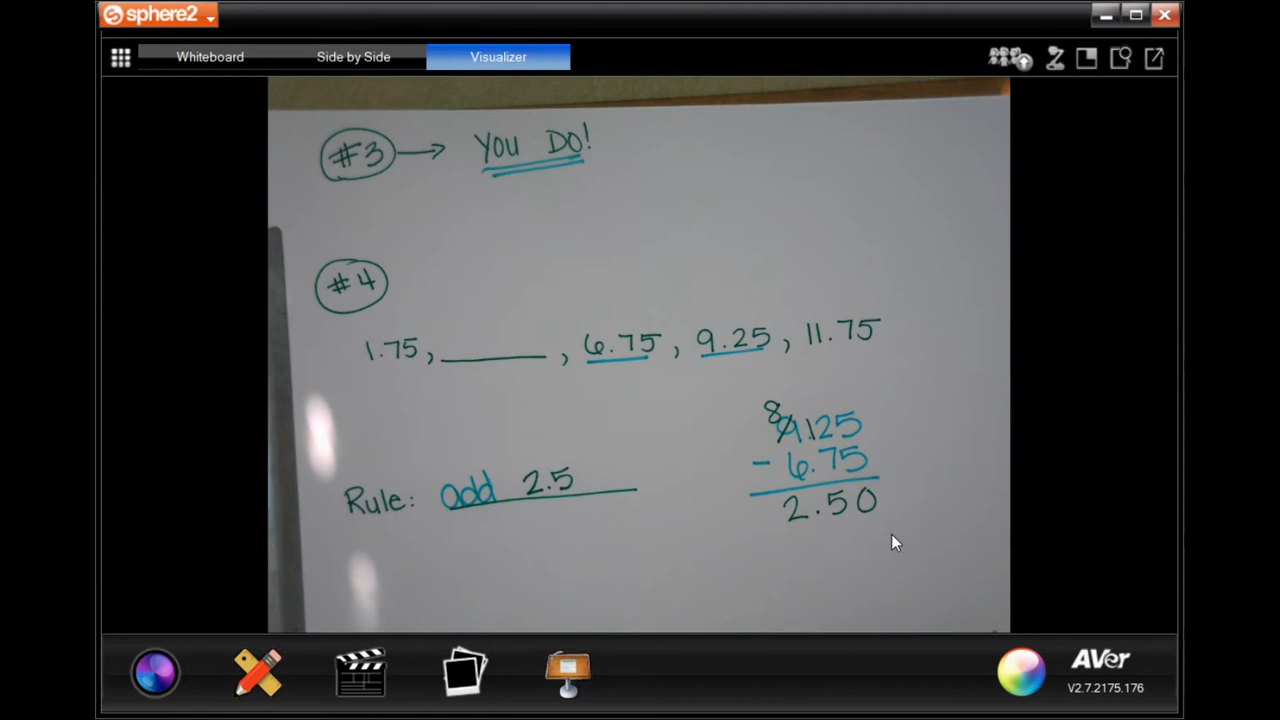 sphere2
Whiteboard Side by Side Visualizer
#3 → YOU DO!
#4
1.75, ________, 6.75, 9.25, 11.75
8
9.125
- 6.75
Rule: add 2.5
2.50
AVer
V2.7.2175.176